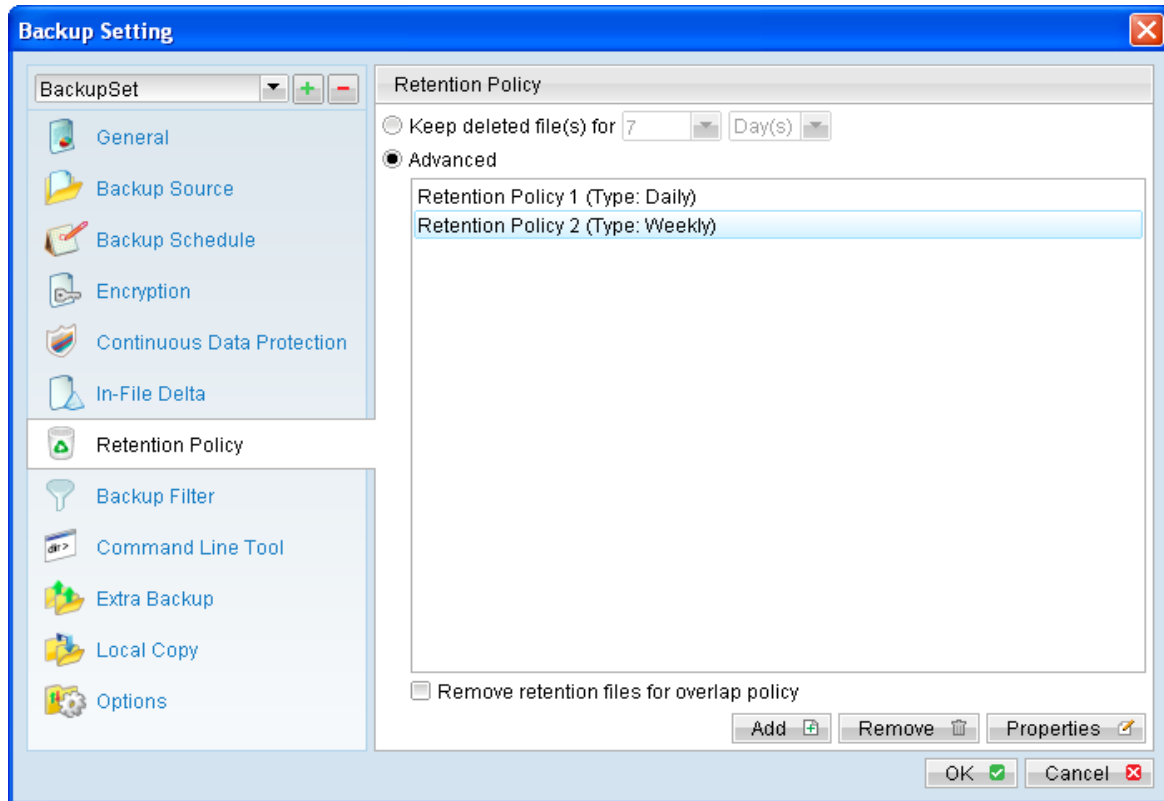 Backup Setting
BackupSet
General
Backup Source
Backup Schedule
Encryption
Continuous Data Protection
In-File Delta
Retention Policy
Backup Filter
dir>
Command Line Tool
Extra Backup
Local Copy
Options
Retention Policy
Keep deleted file(s) for 7 Day(s)
Advanced
Retention Policy 1 (Type: Daily)
Retention Policy 2 (Type: Weekly)
Remove retention files for overlap policy
Add Remove Properties
OK Cancel